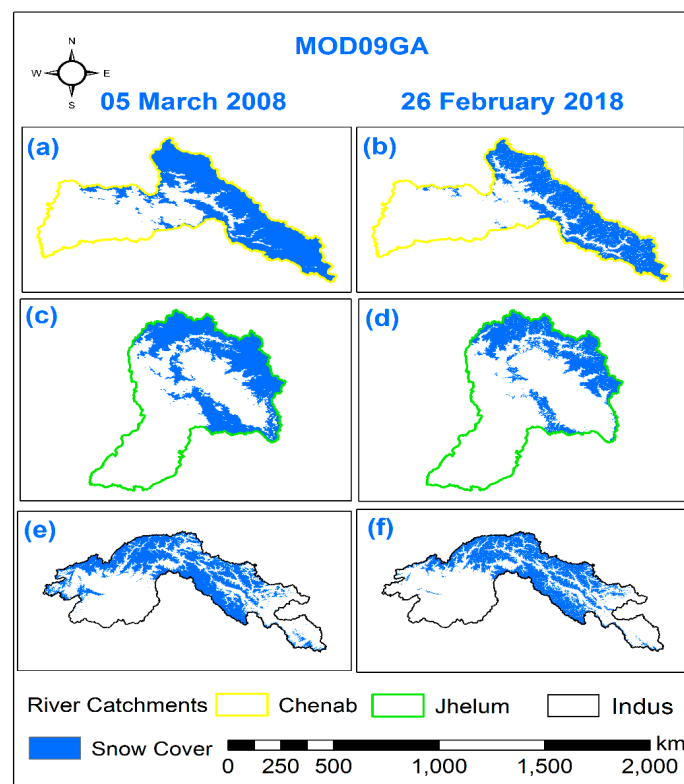 MOD09GA
N
W E
S
05 March 2008 26 February 2018
(a) (b)
(c) (d)
(e) (f)
River Catchments Chenab Jhelum Indus
Snow Cover km
0 250 500 1,000 1,500 2,000